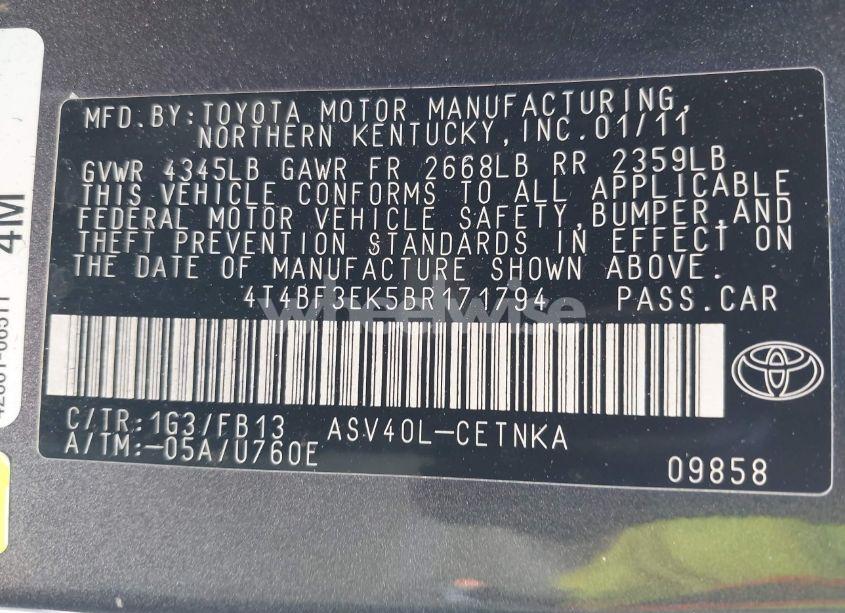 MFD.BY:TOYOTA MOTOR MANUFACTURING,
NORTHERN KENTUCKY,INC.01/11
GVWR 4345LB GAWR FR 2668LB RR 2359LB
THIS VEHICLE CONFORMS TO ALL APPLICABLE
FEDERAL MOTOR VEHICLE SAFETY,BUMPER,AND
THEFT PREVENTION STANDARDS IN EFFECT ON
THE DATE OF MANUFACTURE SHOWN ABOVE.
4T4BF3EK5BR171794 PASS.CAR
wheelwise
C/TR:1G3/FB13 ASV40L-CETNKA
A/TM:-05A/U760E
09858
4M